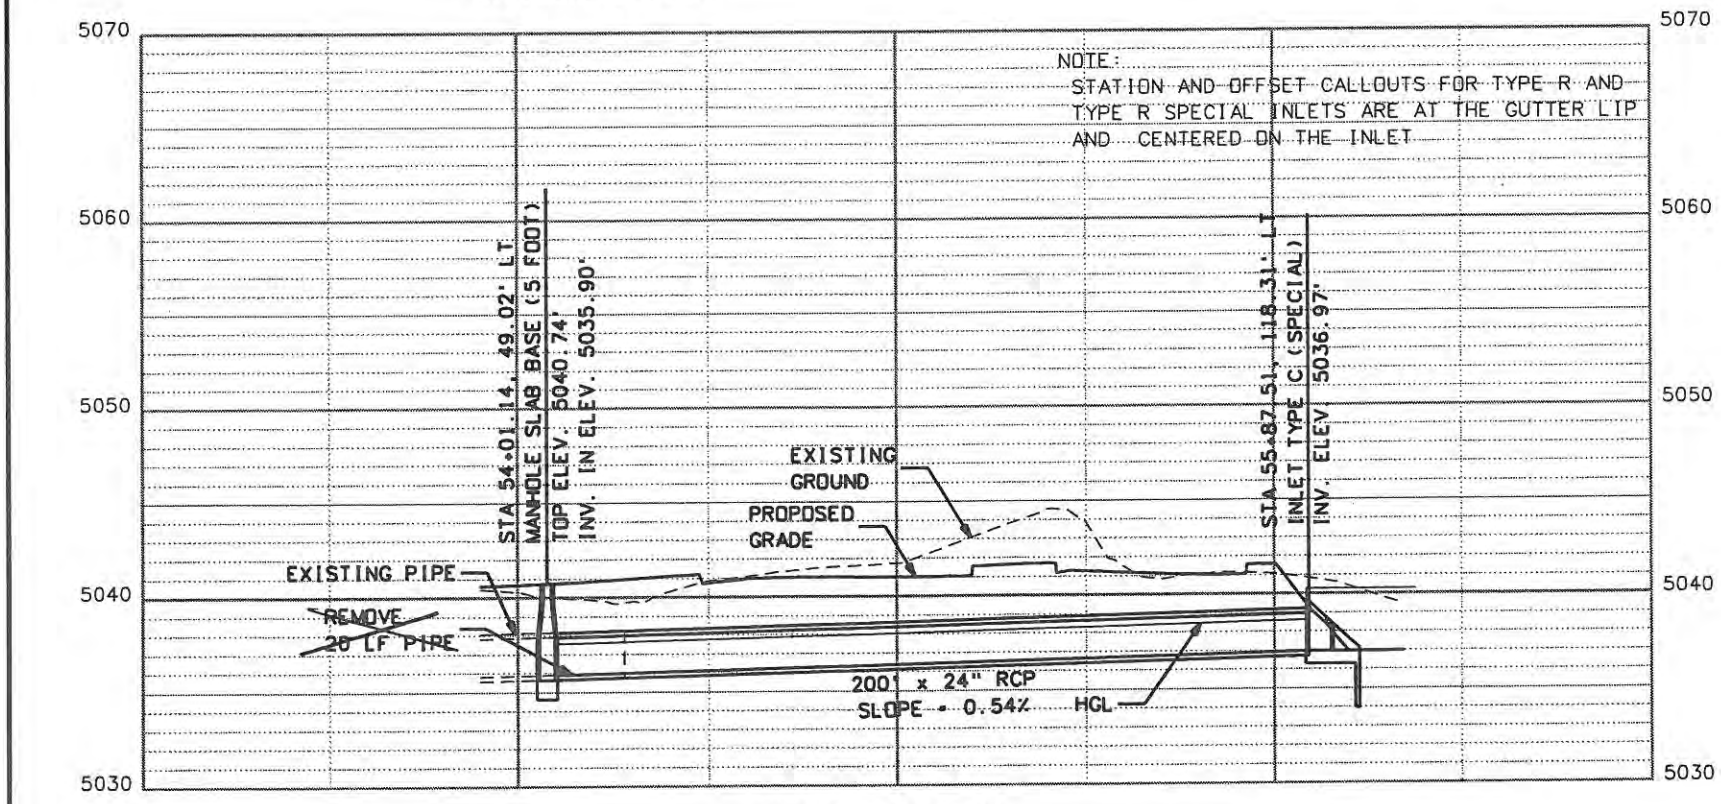 5070
5070
NOTE:
STATION AND OFFSET CALLOUTS FOR TYPE R AND
TYPE R SPECIAL INLETS ARE AT THE GUTTER LIP
AND CENTERED ON THE INLET
5060
5060
STA 54+01.14, 49.02' LT
MANHOLE SLAB BASE (5 FOOT)
TOP ELEV. 5040.74'
INV. IN ELEV. 5035.90'
STA 55+87.51, 118.31' LT
INLET TYPE C (SPECIAL)
INV. ELEV. 5036.97'
5050
5050
EXISTING
GROUND
PROPOSED
GRADE
EXISTING PIPE
5040
5040
REMOVE
20 LF PIPE
200' x 24" RCP
SLOPE = 0.54%
HGL
5030
5030